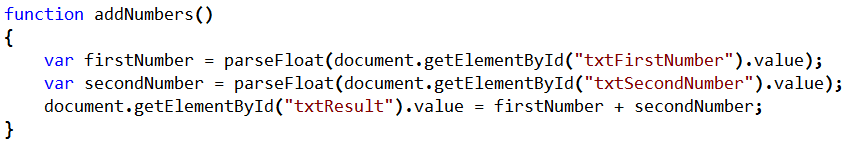 function addNumbers()
{
    var firstNumber = parseFloat(document.getElementById("txtFirstNumber").value);
    var secondNumber = parseFloat(document.getElementById("txtSecondNumber").value);
    document.getElementById("txtResult").value = firstNumber + secondNumber;
}